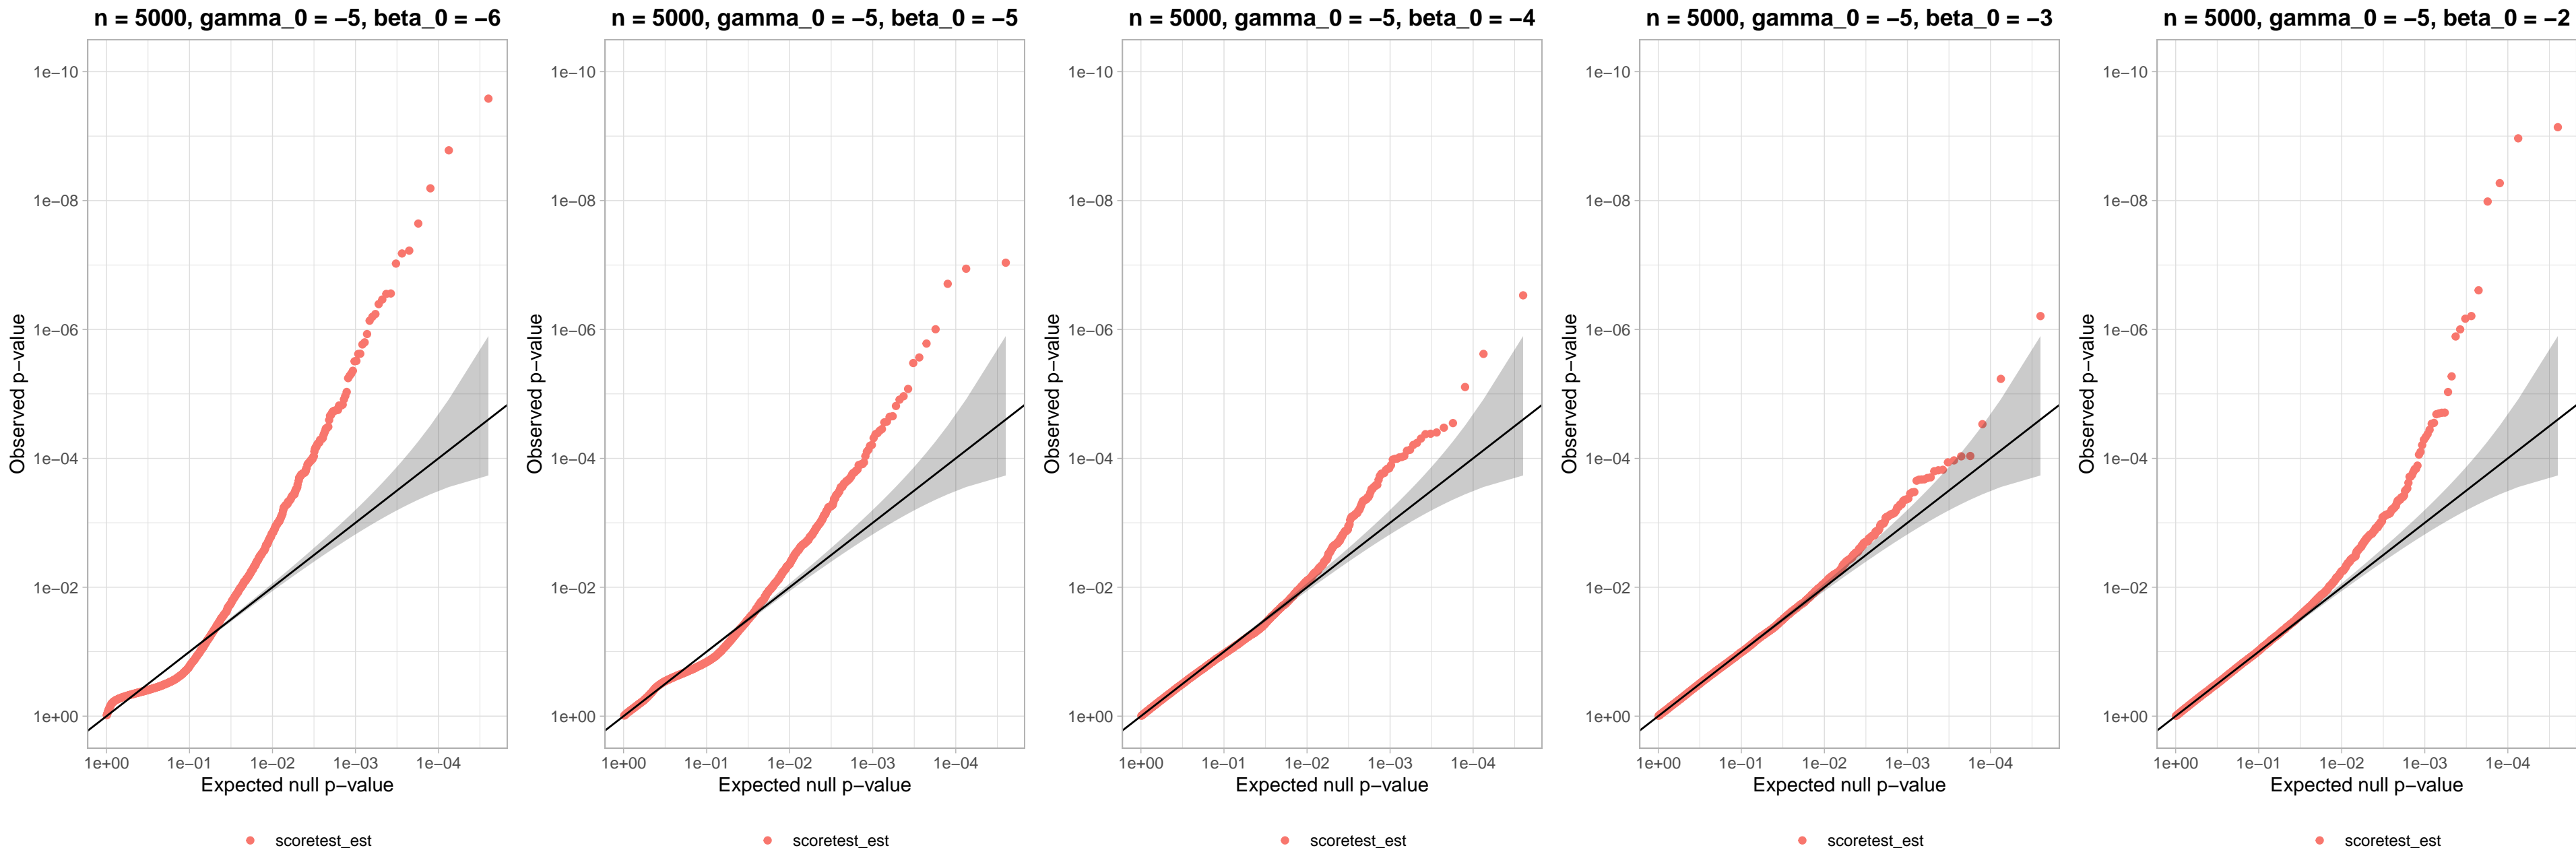 n = 5000, gamma_0 = −5, beta_0 = −6
1e−10
1e−08
1e−06
1e−04
1e−02
1e+00
Observed p−value
1e+00 1e−01 1e−02 1e−03 1e−04
Expected null p−value
scoretest_est
n = 5000, gamma_0 = −5, beta_0 = −5
1e−10
1e−08
1e−06
1e−04
1e−02
1e+00
Observed p−value
1e+00 1e−01 1e−02 1e−03 1e−04
Expected null p−value
scoretest_est
n = 5000, gamma_0 = −5, beta_0 = −4
1e−10
1e−08
1e−06
1e−04
1e−02
1e+00
Observed p−value
1e+00 1e−01 1e−02 1e−03 1e−04
Expected null p−value
scoretest_est
n = 5000, gamma_0 = −5, beta_0 = −3
1e−10
1e−08
1e−06
1e−04
1e−02
1e+00
Observed p−value
1e+00 1e−01 1e−02 1e−03 1e−04
Expected null p−value
scoretest_est
n = 5000, gamma_0 = −5, beta_0 = −2
1e−10
1e−08
1e−06
1e−04
1e−02
1e+00
Observed p−value
1e+00 1e−01 1e−02 1e−03 1e−04
Expected null p−value
scoretest_est